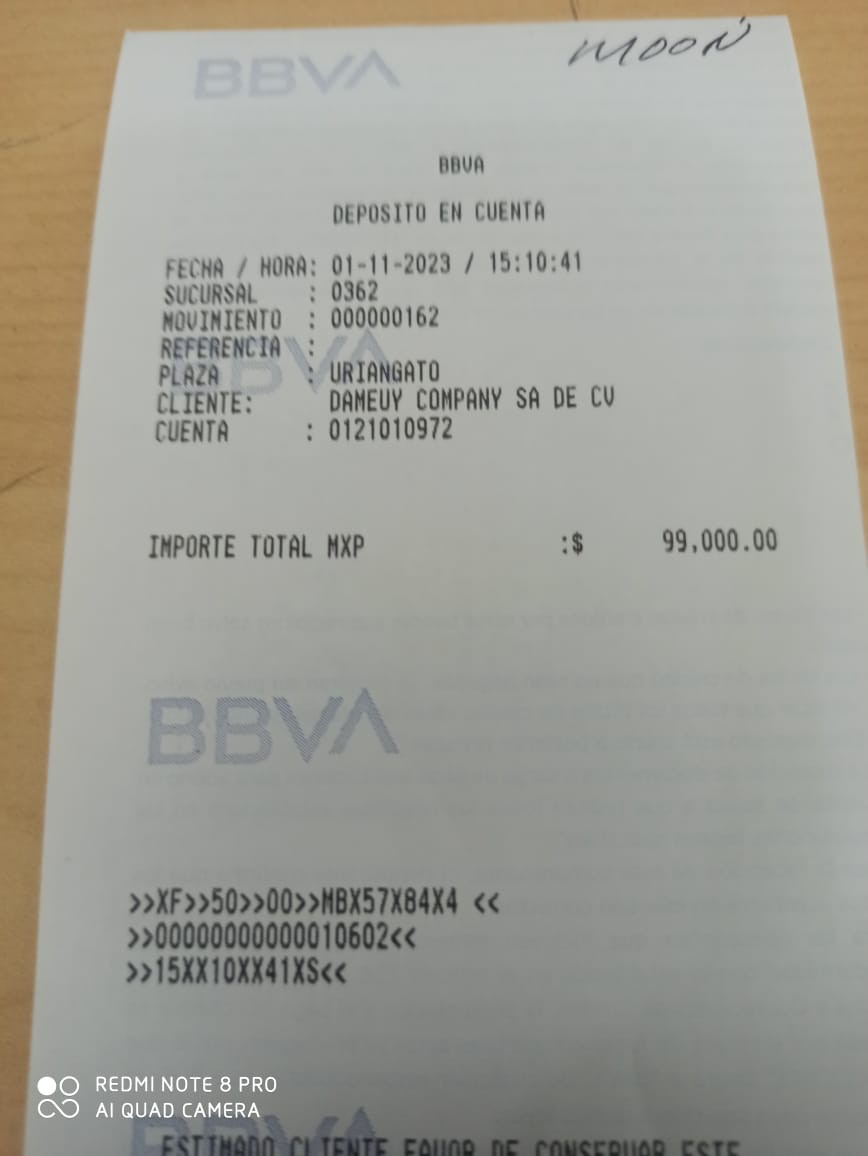 BBVA
MOON
BBVA
DEPOSITO EN CUENTA
FECHA / HORA: 01-11-2023 / 15:10:41
SUCURSAL : 0362
MOVIMIENTO : 000000162
REFERENCIA :
PLAZA : URIANGATO
CLIENTE: DAMEUY COMPANY SA DE CV
CUENTA : 0121010972
IMPORTE TOTAL MXP :$ 99,000.00
BBVA
>>XF>>50>>00>>MBX57X84X4 <<
>>00000000000010602<<
>>15XX10XX41XS<<
REDMI NOTE 8 PRO
AI QUAD CAMERA
ESTIMADO CLIENTE FAVOR DE CONSERVAR ESTE